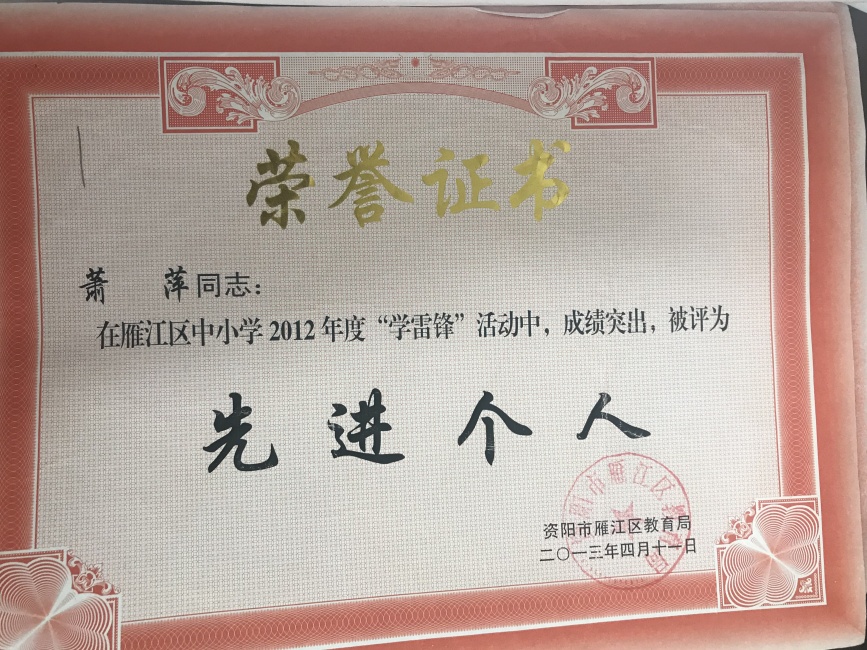 荣誉证书
萧 萍同志：
在雁江区中小学2012年度“学雷锋”活动中，成绩突出，被评为
先进个人
资阳市雁江区教育局
二〇一三年四月十一日